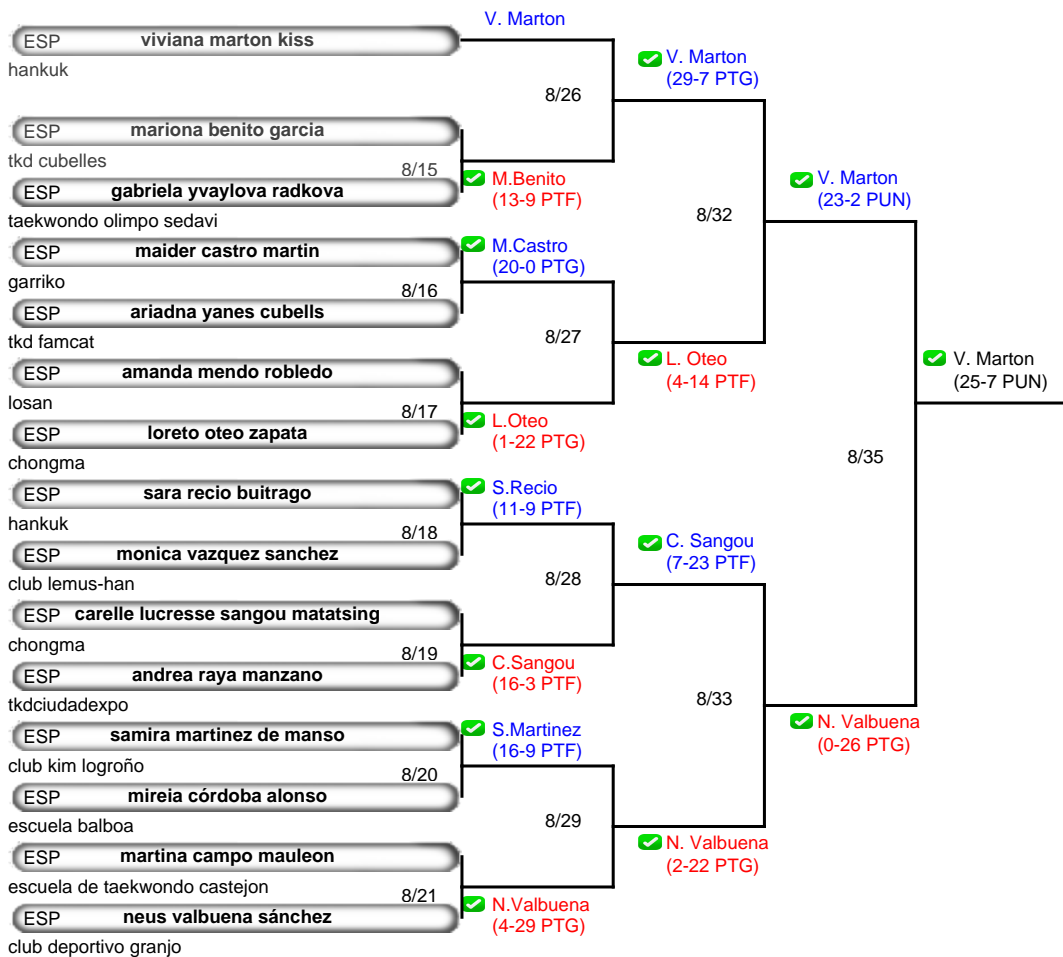 V. Marton
ESP viviana marton kiss
hankuk
V. Marton
(29-7 PTG)
8/26
ESP mariona benito garcia
tkd cubelles
8/15
M.Benito
(13-9 PTF)
ESP gabriela yvaylova radkova
taekwondo olimpo sedavi
V. Marton
(23-2 PUN)
8/32
ESP maider castro martin
garriko
M.Castro
(20-0 PTG)
8/16
ESP ariadna yanes cubells
tkd famcat
8/27
L. Oteo
(4-14 PTF)
ESP amanda mendo robledo
losan
8/17
L.Oteo
(1-22 PTG)
ESP loreto oteo zapata
chongma
V. Marton
(25-7 PUN)
8/35
ESP sara recio buitrago
hankuk
S.Recio
(11-9 PTF)
8/18
ESP monica vazquez sanchez
club lemus-han
C. Sangou
(7-23 PTF)
8/28
ESP carelle lucresse sangou matatsing
chongma
8/19
C.Sangou
(16-3 PTF)
ESP andrea raya manzano
tkdciudadexpo
8/33
N. Valbuena
(0-26 PTG)
ESP samira martinez de manso
club kim logroño
S.Martinez
(16-9 PTF)
8/20
ESP mireia córdoba alonso
escuela balboa
8/29
N. Valbuena
(2-22 PTG)
ESP martina campo mauleon
escuela de taekwondo castejon
8/21
N.Valbuena
(4-29 PTG)
ESP neus valbuena sánchez
club deportivo granjo